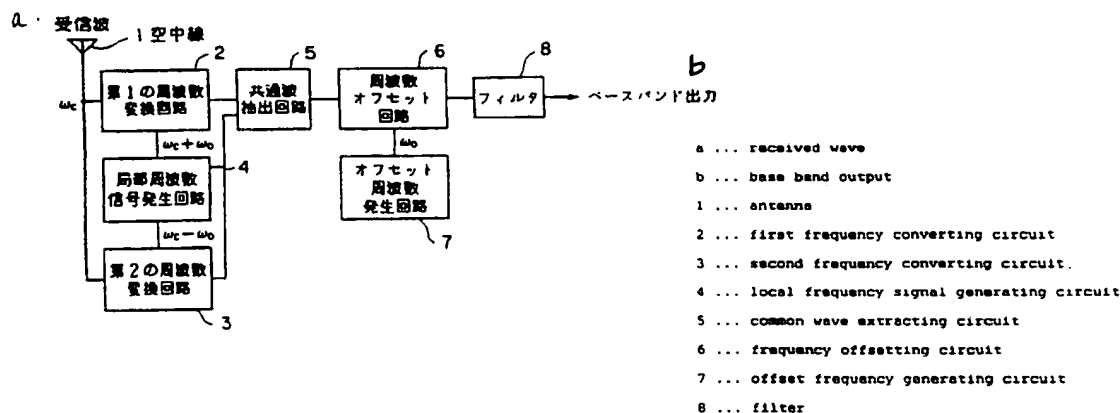 a.
受信波
1 空中線
2
5
6
8
b
第1の周波数
変換回路
共通波
抽出回路
周波数
オフセット
回路
フィルタ
ベースバンド出力
ωc
ωc+ωo
ωo
4
局部周波数
信号発生回路
オフセット
周波数
発生回路
7
ωc−ωo
第2の周波数
変換回路
3
a ... received wave
b ... base band output
1 ... antenna
2 ... first frequency converting circuit
3 ... second frequency converting circuit.
4 ... local frequency signal generating circuit
5 ... common wave extracting circuit
6 ... frequency offsetting circuit
7 ... offset frequency generating circuit
8 ... filter